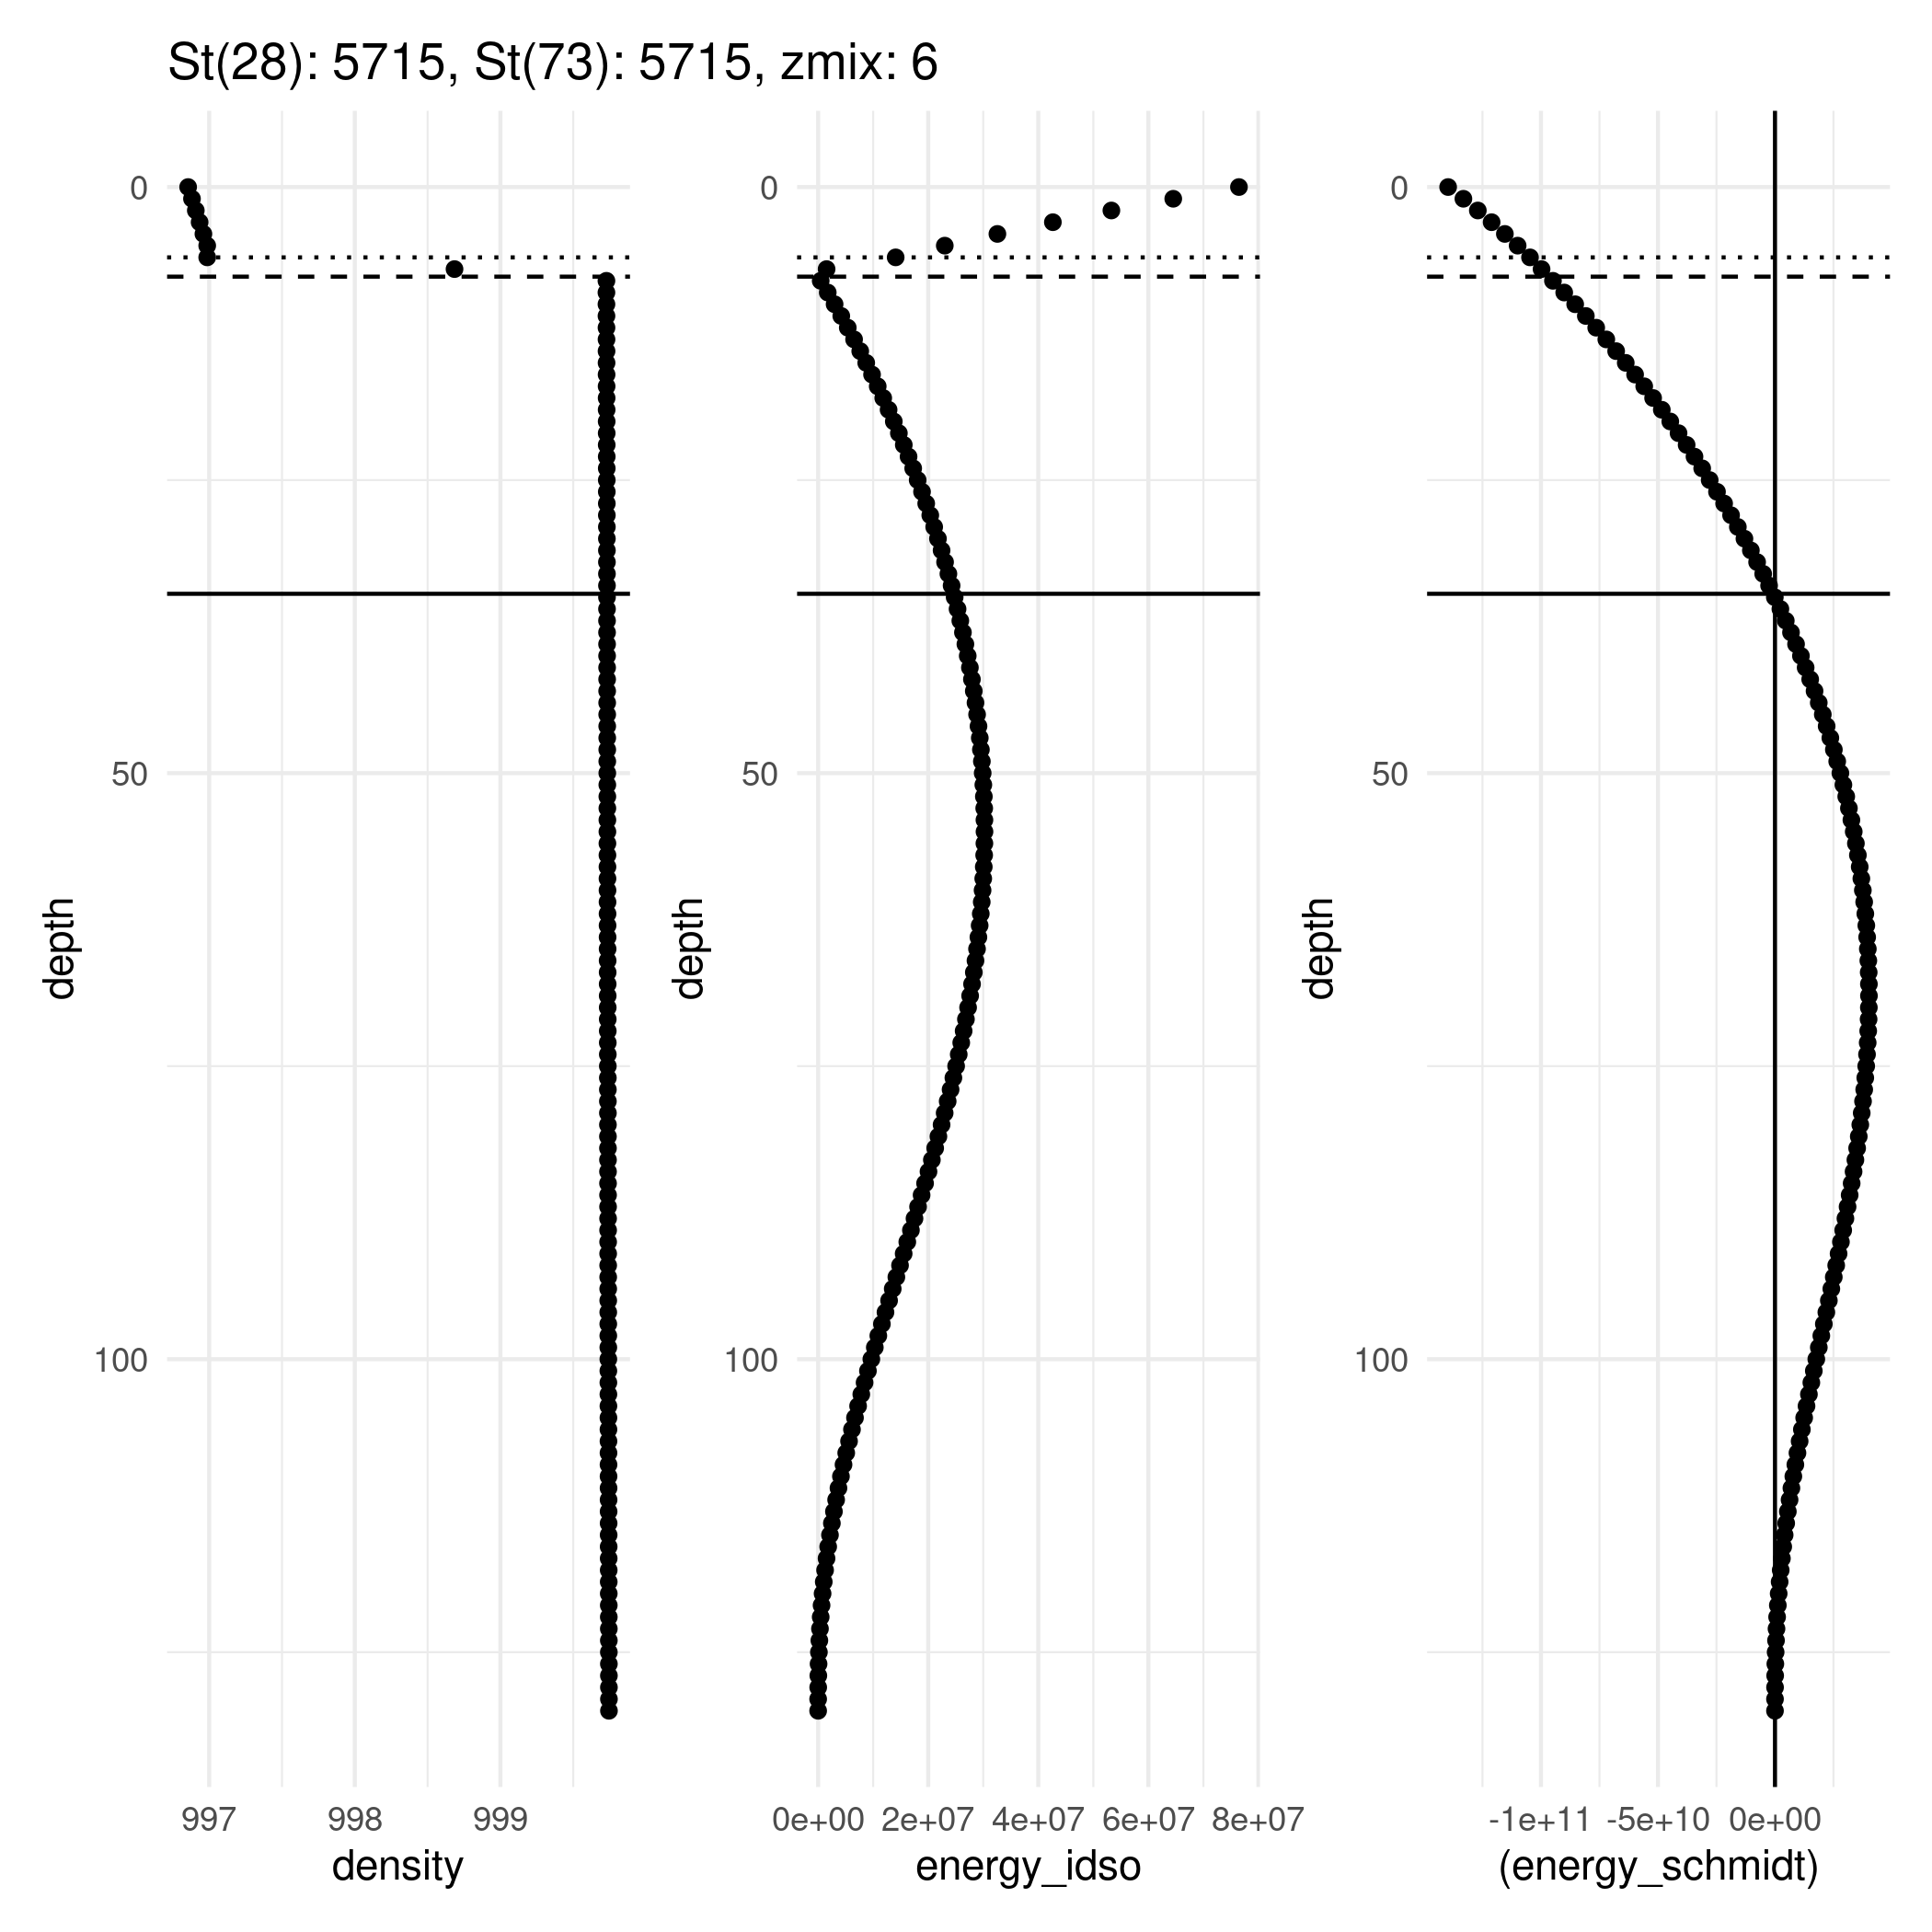 St(28): 5715, St(73): 5715, zmix: 6
0
50
100
depth
997
998
999
density
0
50
100
depth
0e+00
2e+07
4e+07
6e+07
8e+07
energy_idso
0
50
100
depth
-1e+11
-5e+10
0e+00
(energy_schmidt)